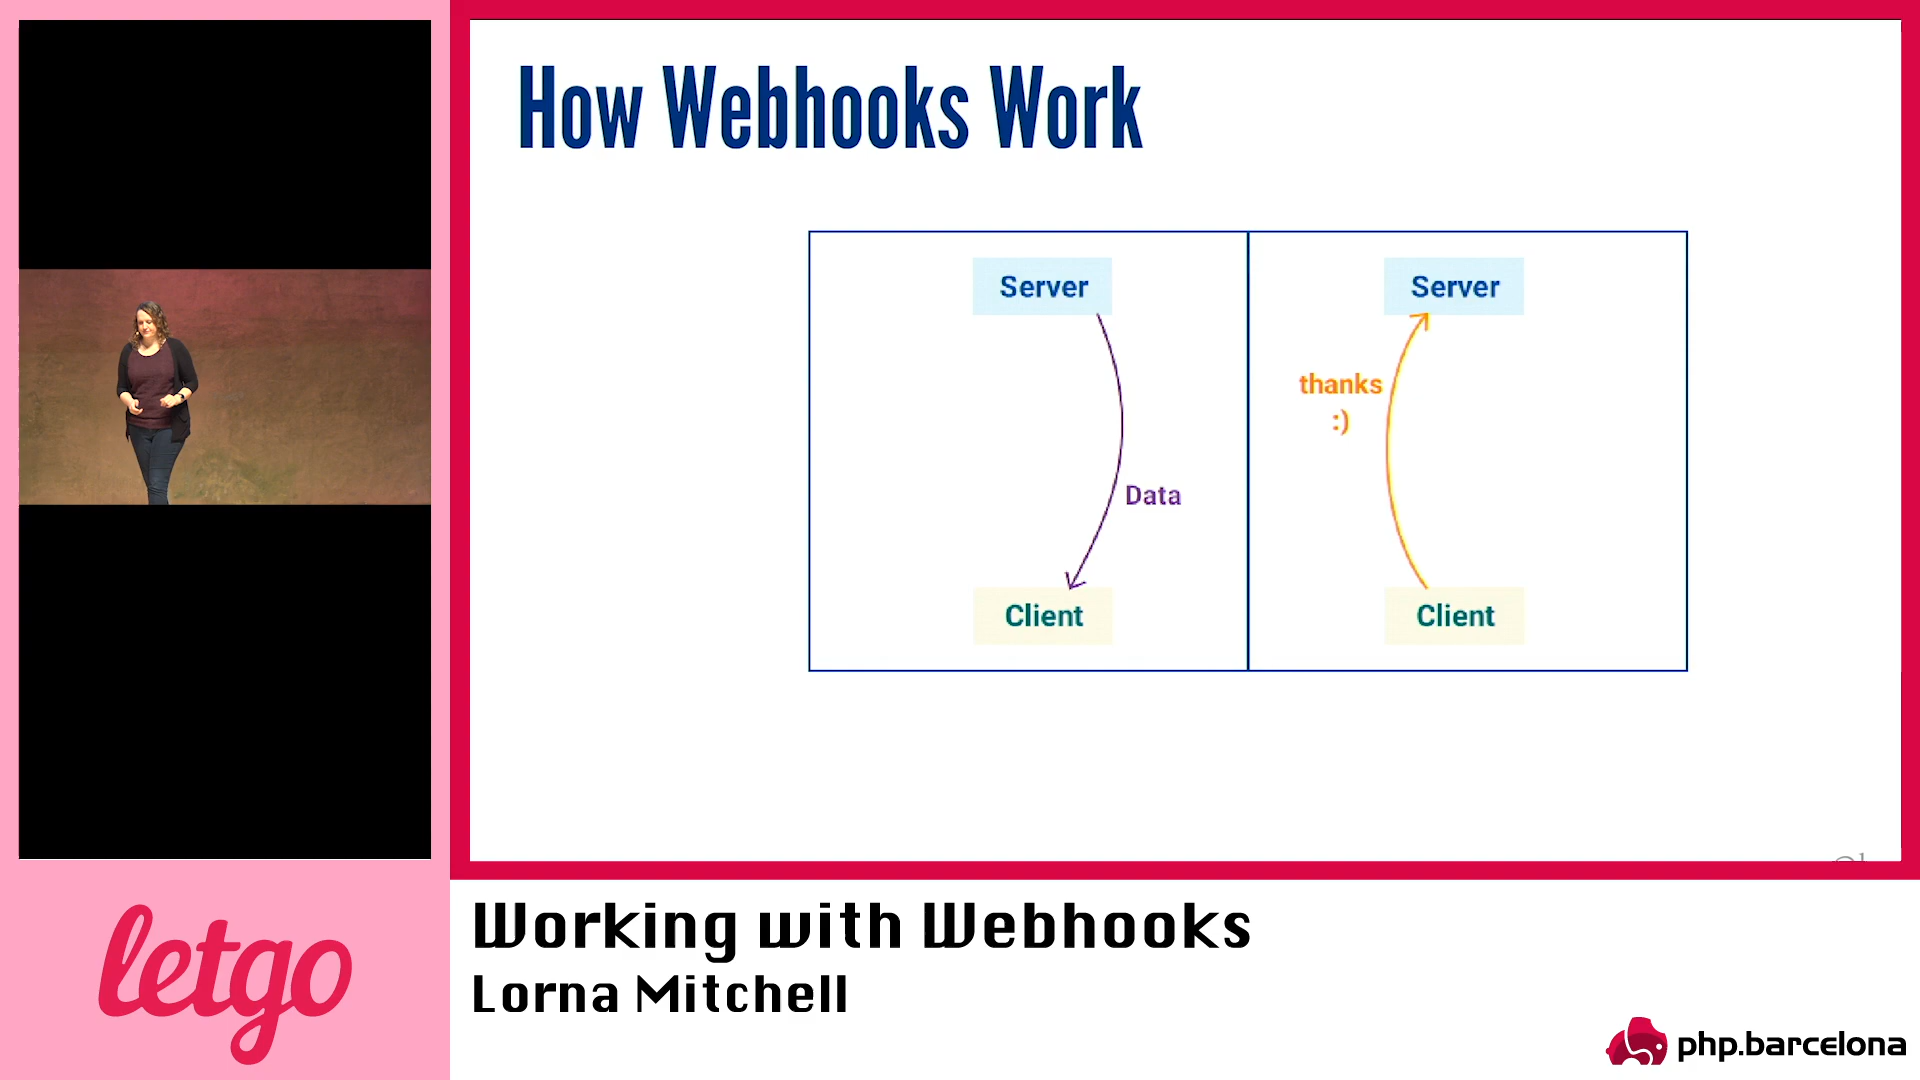 How Webhooks Work
Server
Data
Client
Server
thanks
:)
Client
letgo
Working with Webhooks
Lorna Mitchell
php.barcelona